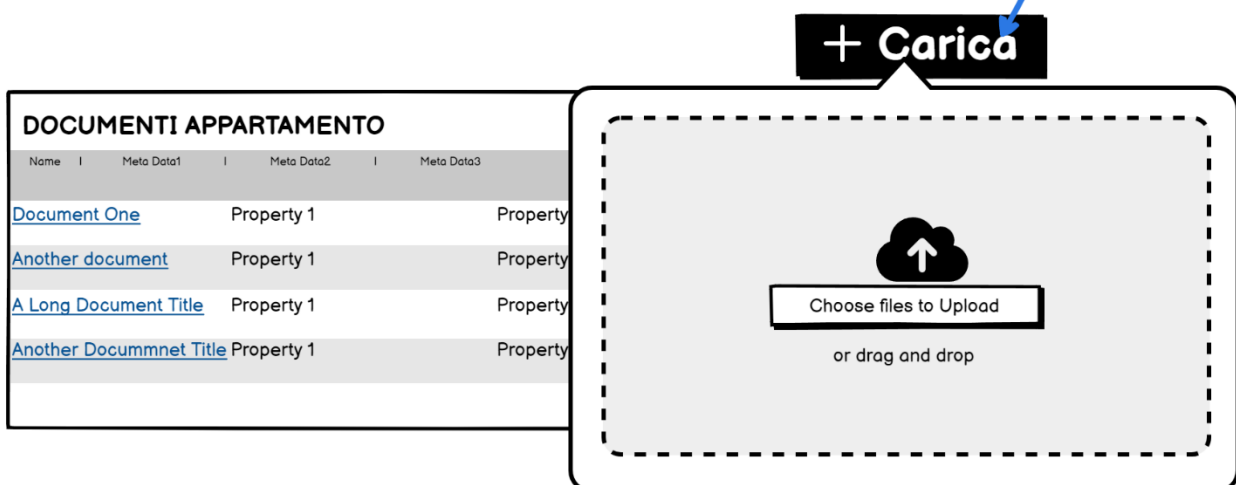 + Carica
DOCUMENTI APPARTAMENTO
Name | Meta Data1 | Meta Data2 | Meta Data3
Document One Property 1 Property
Another document Property 1 Property
A Long Document Title Property 1 Property
Another Docummnet Title Property 1 Property
Choose files to Upload
or drag and drop